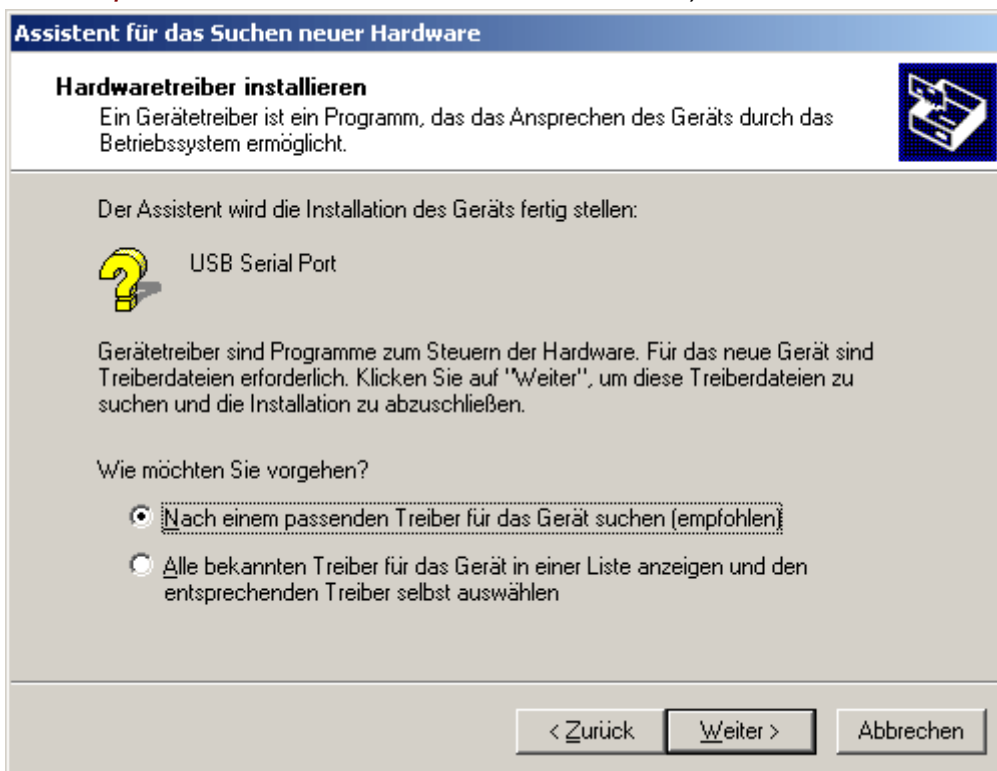 Assistent für das Suchen neuer Hardware
Hardwaretreiber installieren
Ein Gerätetreiber ist ein Programm, das das Ansprechen des Geräts durch das
Betriebssystem ermöglicht.
Der Assistent wird die Installation des Geräts fertig stellen:
USB Serial Port
Gerätetreiber sind Programme zum Steuern der Hardware. Für das neue Gerät sind
Treiberdateien erforderlich. Klicken Sie auf "Weiter", um diese Treiberdateien zu
suchen und die Installation zu abzuschließen.
Wie möchten Sie vorgehen?
Nach einem passenden Treiber für das Gerät suchen (empfohlen)
Alle bekannten Treiber für das Gerät in einer Liste anzeigen und den
entsprechenden Treiber selbst auswählen
< Zurück Weiter > Abbrechen